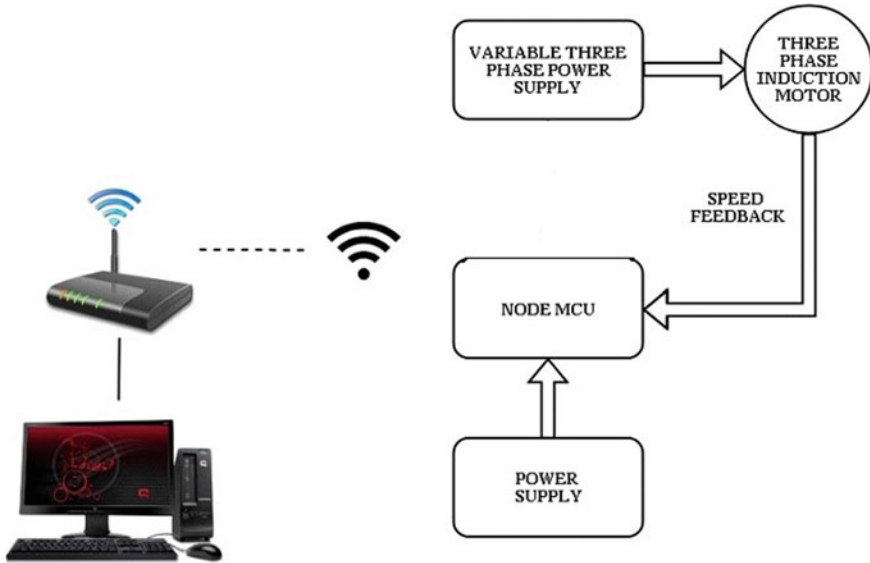 VARIABLE THREE
PHASE POWER
SUPPLY
THREE
PHASE
INDUCTION
MOTOR
SPEED
FEEDBACK
NODE MCU
POWER
SUPPLY